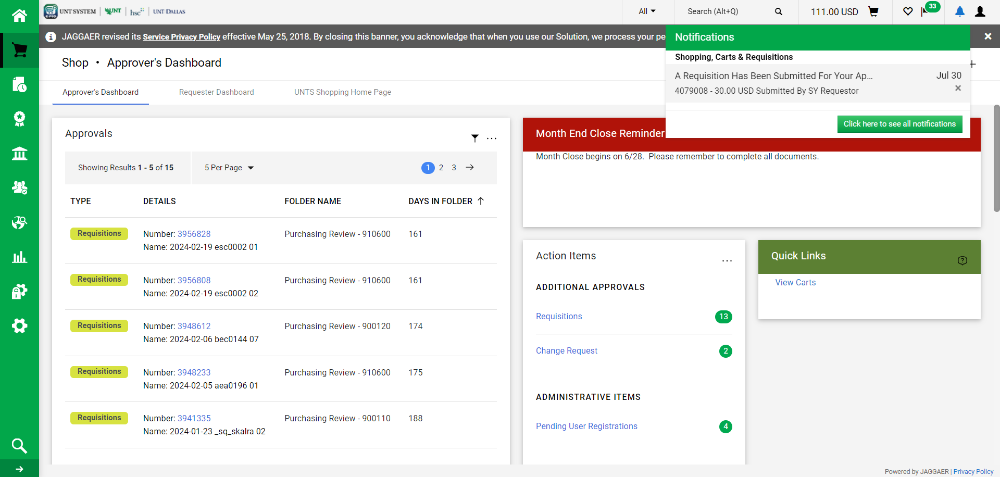 UNT SYSTEM | UNT | hsc | UNT DALLAS
E-PRO
All
Search (Alt+Q)
111.00 USD
33
JAGGAER revised its Service Privacy Policy effective May 25, 2018. By closing this banner, you acknowledge that when you use our Solution, we process your pe
Notifications
Shopping, Carts & Requisitions
A Requisition Has Been Submitted For Your Ap...
Jul 30
4079008 - 30.00 USD Submitted By SY Requestor
Click here to see all notifications
Shop • Approver's Dashboard
Approver's Dashboard
Requester Dashboard
UNTS Shopping Home Page
Approvals
Showing Results 1 - 5 of 15
5 Per Page
1 2 3
TYPE DETAILS FOLDER NAME DAYS IN FOLDER
Requisitions Number: 3956828 Purchasing Review - 910600 161
Name: 2024-02-19 esc0002 01
Requisitions Number: 3956808 Purchasing Review - 910600 161
Name: 2024-02-19 esc0002 02
Requisitions Number: 3948612 Purchasing Review - 900120 174
Name: 2024-02-06 bec0144 07
Requisitions Number: 3948233 Purchasing Review - 910600 175
Name: 2024-02-05 aea0196 01
Requisitions Number: 3941335 Purchasing Review - 900110 188
Name: 2024-01-23 _sq_skalra 02
Month End Close Reminder
Month Close begins on 6/28. Please remember to complete all documents.
Action Items
ADDITIONAL APPROVALS
Requisitions 13
Change Request 2
ADMINISTRATIVE ITEMS
Pending User Registrations 4
Quick Links
View Carts
Powered by JAGGAER | Privacy Policy